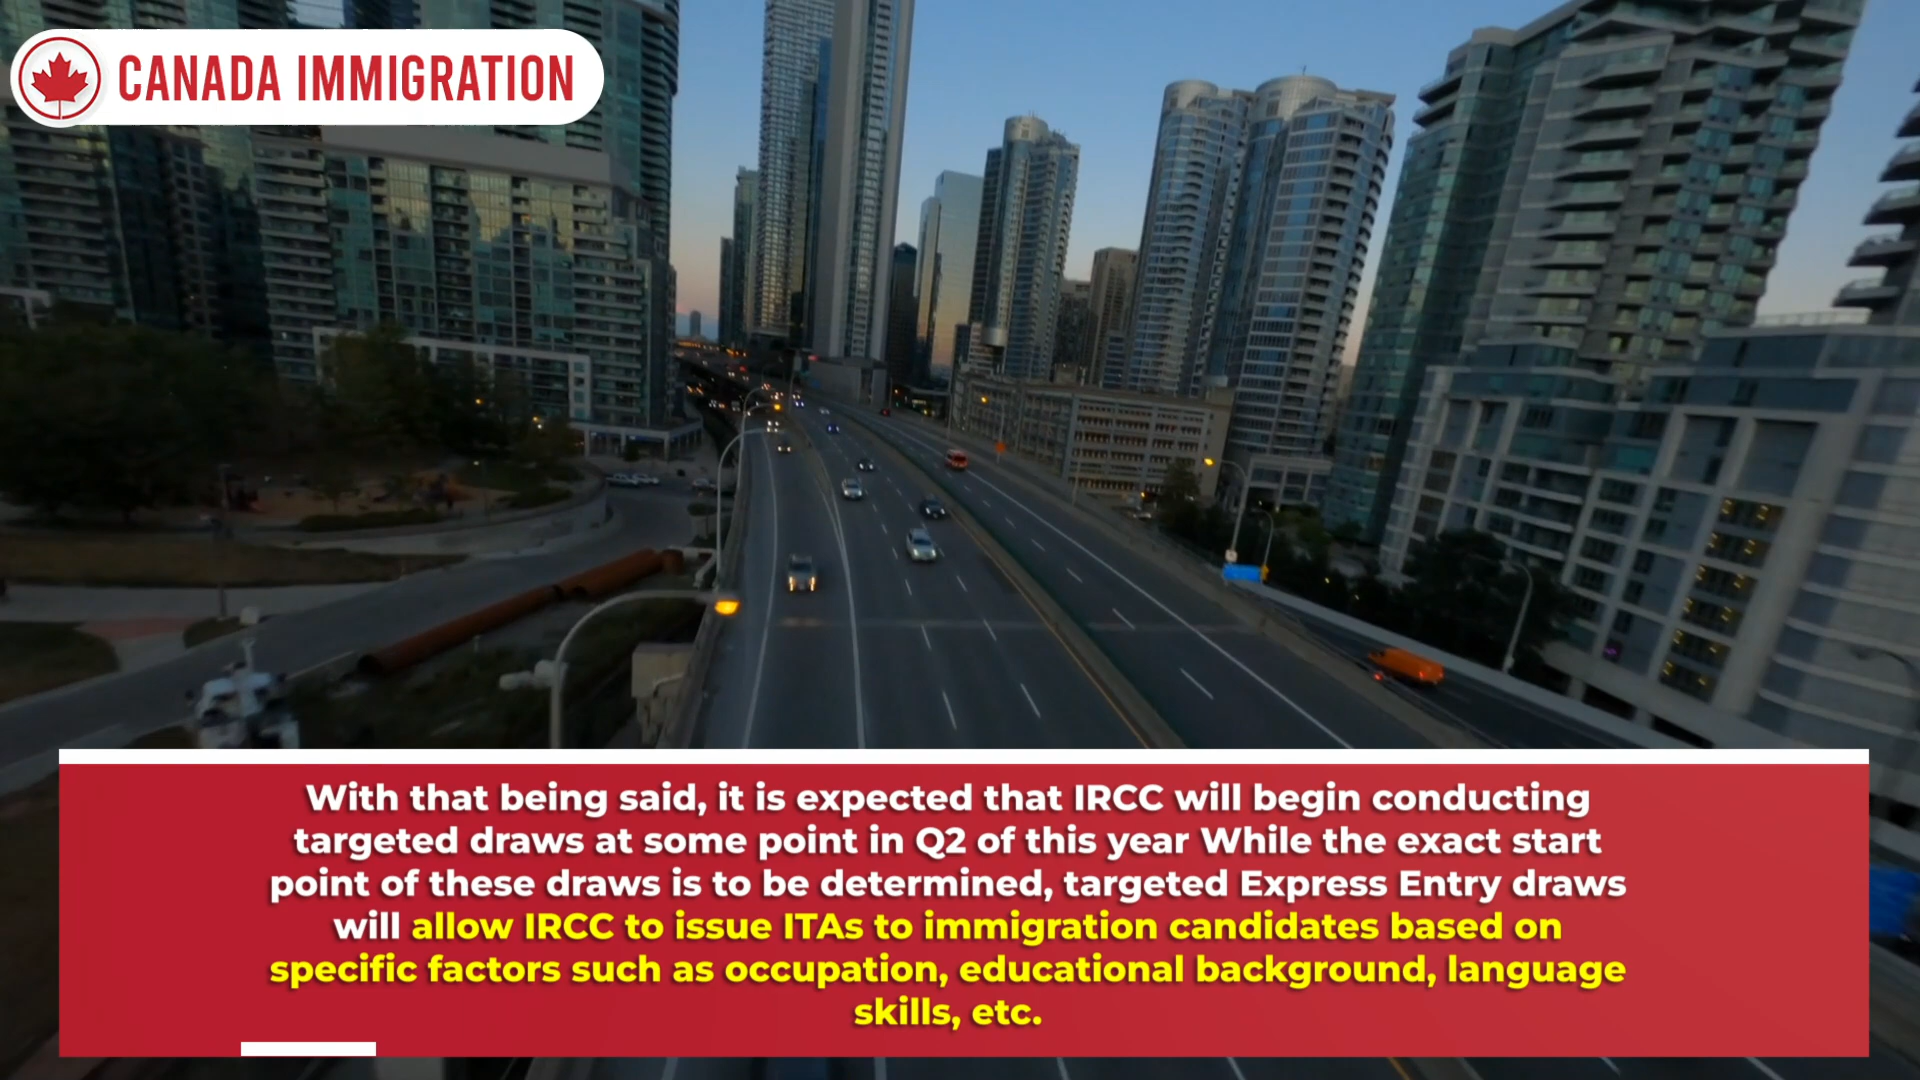 CANADA IMMIGRATION
With that being said, it is expected that IRCC will begin conducting
targeted draws at some point in Q2 of this year While the exact start
point of these draws is to be determined, targeted Express Entry draws
will allow IRCC to issue ITAs to immigration candidates based on
specific factors such as occupation, educational background, language
skills, etc.